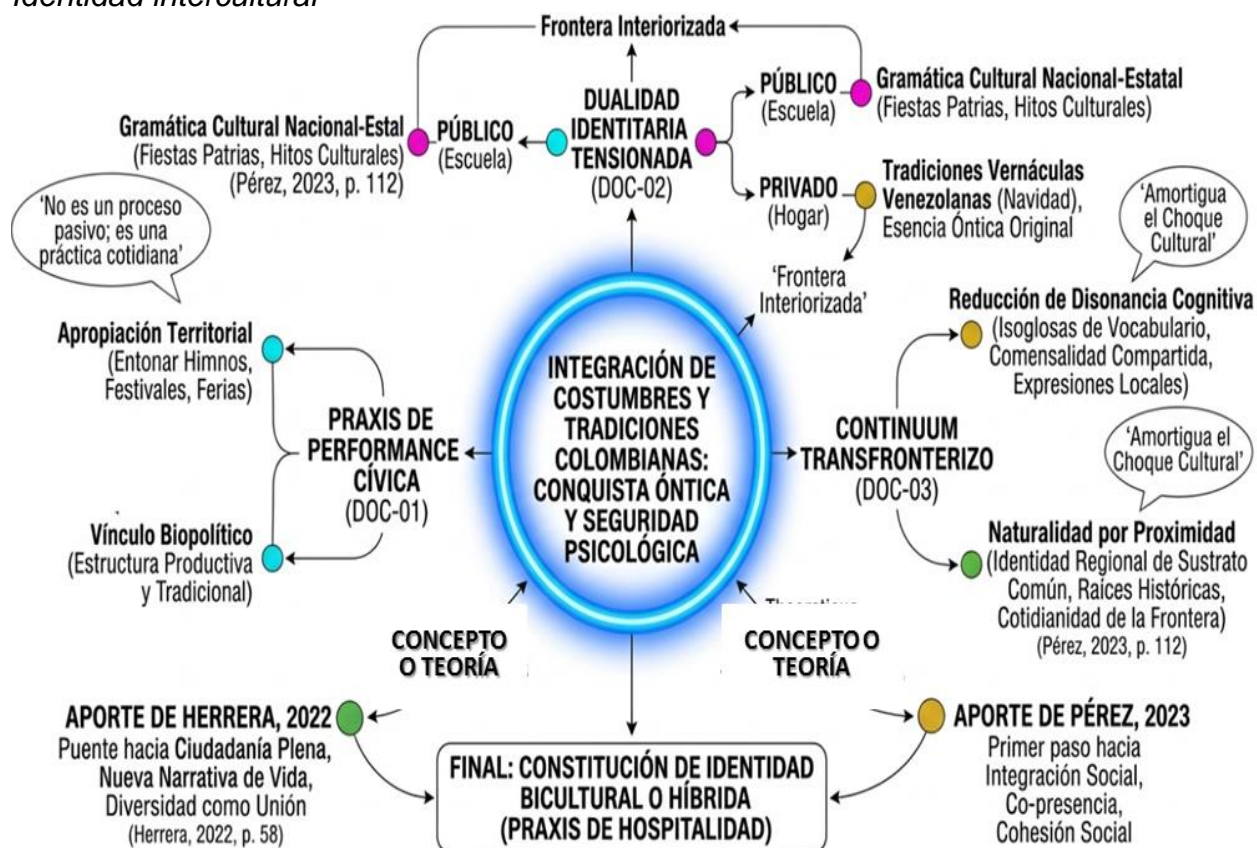 Identidad Intercultural
Frontera Interiorizada
DUALIDAD
IDENTITARIA
TENSIONADA
(DOC-02)
Gramática Cultural Nacional-Estal
(Fiestas Patrias, Hitos Culturales)
(Pérez, 2023, p. 112)
PÚBLICO
(Escuela)
PÚBLICO
(Escuela)
Gramática Cultural Nacional-Estatal
(Fiestas Patrias, Hitos Culturales)
PRIVADO
(Hogar)
Tradiciones Vernáculas
Venezolanas (Navidad),
Esencia Óntica Original
'Frontera
Interiorizada'
'No es un proceso
pasivo; es una
práctica cotidiana'
Apropiación Territorial
(Entonar Himnos,
Festivales, Ferias)
PRAXIS DE
PERFORMANCE
CÍVICA
(DOC-01)
Vínculo Biopolítico
(Estructura Productiva
y Tradicional)
INTEGRACIÓN DE
COSTUMBRES Y
TRADICIONES
COLOMBIANAS:
CONQUISTA ÓNTICA
Y SEGURIDAD
PSICOLÓGICA
CONTINUUM
TRANSFRONTERIZO
(DOC-03)
'Amortigua
el Choque
Cultural'
Reducción de Disonancia Cognitiva
(Isoglosas de Vocabulario,
Comensalidad Compartida,
Expresiones Locales)
'Amortigua el
Choque Cultural'
Naturalidad por Proximidad
(Identidad Regional de Sustrato
Común, Raíces Históricas,
Cotidianidad de la Frontera)
(Pérez, 2023, p. 112)
CONCEPTO
O TEORÍA
CONCEPTO O
TEORÍA
APORTE DE HERRERA, 2022
Puente hacia Ciudadanía Plena,
Nueva Narrativa de Vida,
Diversidad como Unión
(Herrera, 2022, p. 58)
FINAL: CONSTITUCIÓN DE IDENTIDAD
BICULTURAL O HÍBRIDA
(PRAXIS DE HOSPITALIDAD)
APORTE DE PÉREZ, 2023
Primer paso hacia
Integración Social,
Co-presencia,
Cohesión Social